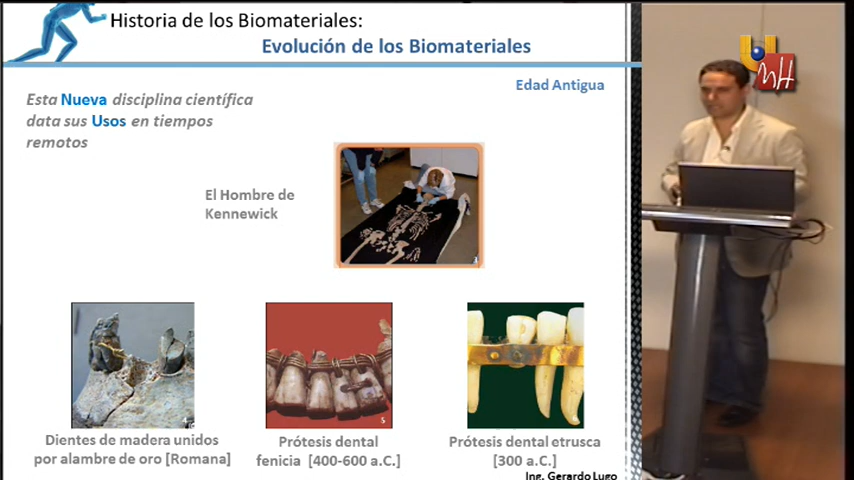 Historia de los Biomateriales:
Evolución de los Biomateriales
Edad Antigua
Esta Nueva disciplina científica
data sus Usos en tiempos
remotos
El Hombre de
Kennewick
Dientes de madera unidos
por alambre de oro [Romana]
Prótesis dental
fenicia [400-600 a.C.]
5
Prótesis dental etrusca
[300 a.C.]
Ing. Gerardo Lugo
UNH